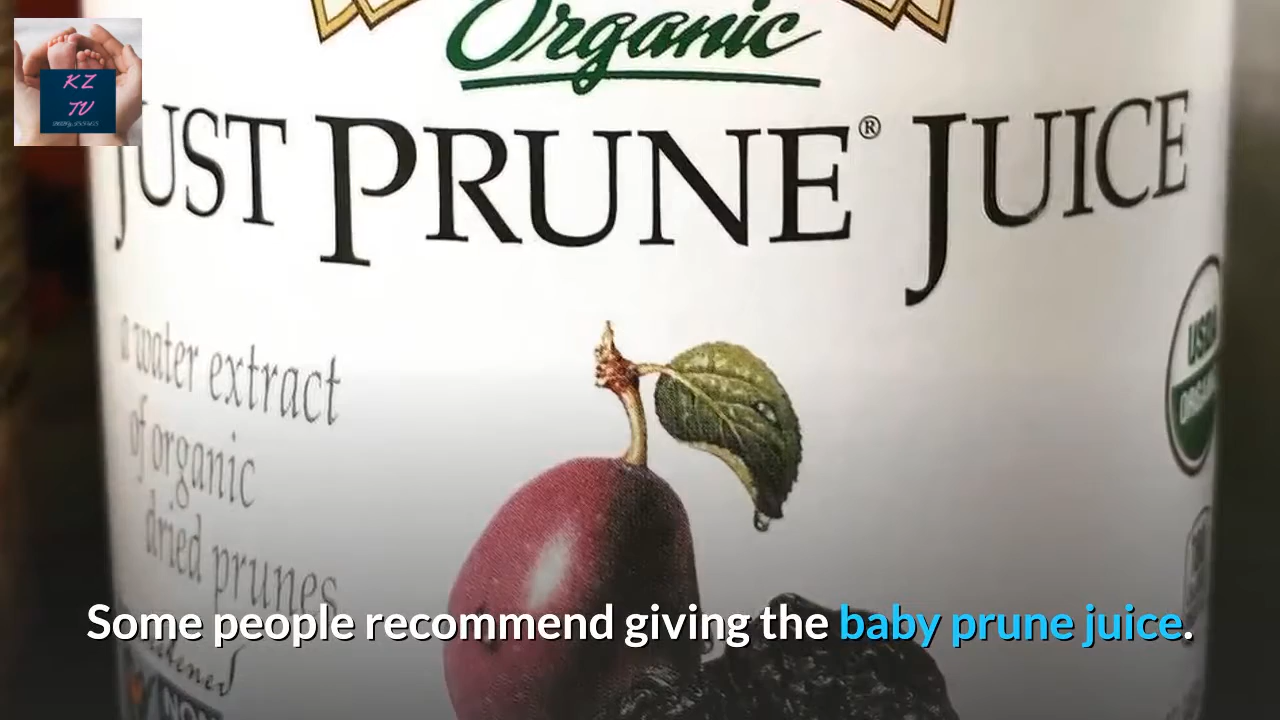 KZ
TV
Organic
JUST PRUNE® JUICE
a water extract
of organic
dried prunes
USDA
ORGANIC
Some people recommend giving the baby prune juice.
NON